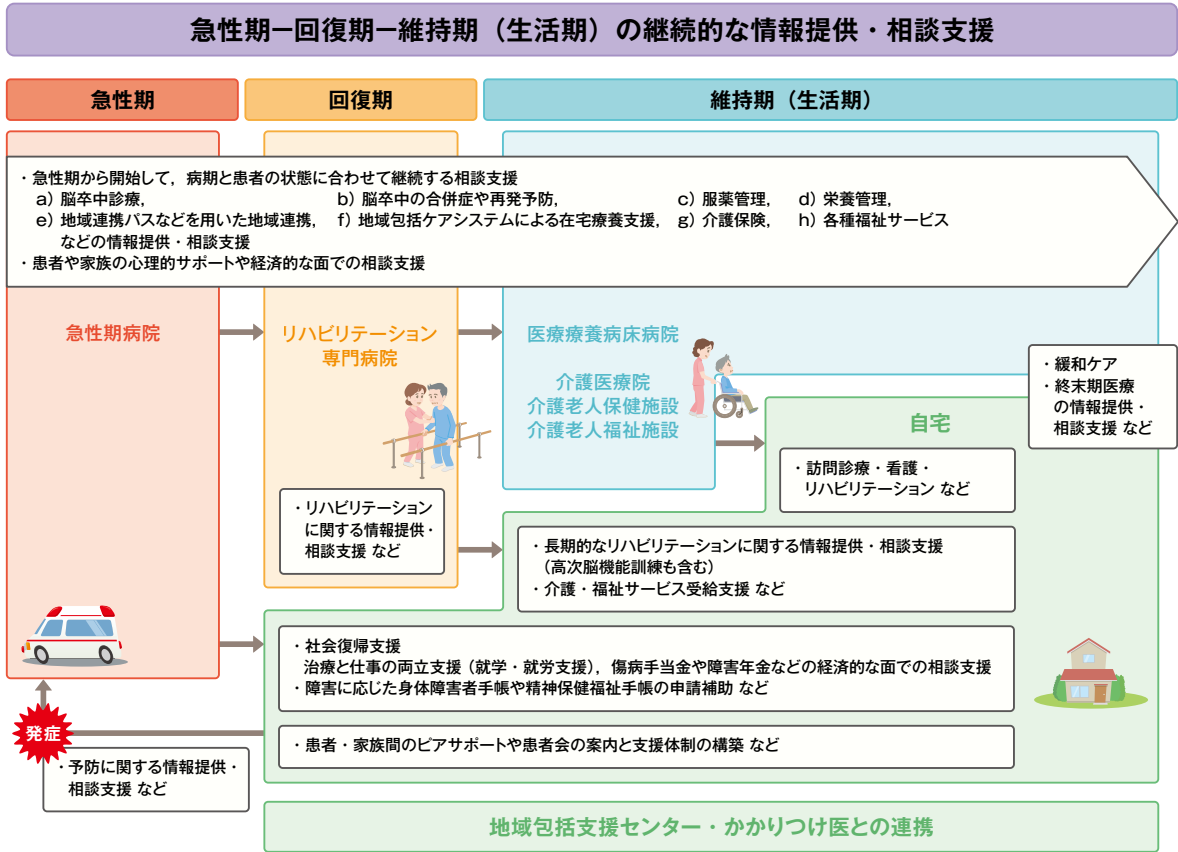 急性期ー回復期ー維持期（生活期）の継続的な情報提供・相談支援
急性期
回復期
維持期（生活期）
・急性期から開始して，病期と患者の状態に合わせて継続する相談支援
a）脳卒中診療， b）脳卒中の合併症や再発予防， c）服薬管理， d）栄養管理，
e）地域連携パスなどを用いた地域連携， f）地域包括ケアシステムによる在宅療養支援， g）介護保険， h）各種福祉サービス
などの情報提供・相談支援
・患者や家族の心理的サポートや経済的な面での相談支援
急性期病院
リハビリテーション
専門病院
医療療養病床病院
介護医療院
介護老人保健施設
介護老人福祉施設
・緩和ケア
・終末期医療
の情報提供・
相談支援 など
自宅
・訪問診療・看護・
リハビリテーション など
・リハビリテーション
に関する情報提供・
相談支援 など
・長期的なリハビリテーションに関する情報提供・相談支援
（高次脳機能訓練も含む）
・介護・福祉サービス受給支援 など
・社会復帰支援
治療と仕事の両立支援（就学・就労支援），傷病手当金や障害年金などの経済的な面での相談支援
・障害に応じた身体障害者手帳や精神保健福祉手帳の申請補助 など
発症
・患者・家族間のピアサポートや患者会の案内と支援体制の構築 など
・予防に関する情報提供・
相談支援 など
地域包括支援センター・かかりつけ医との連携